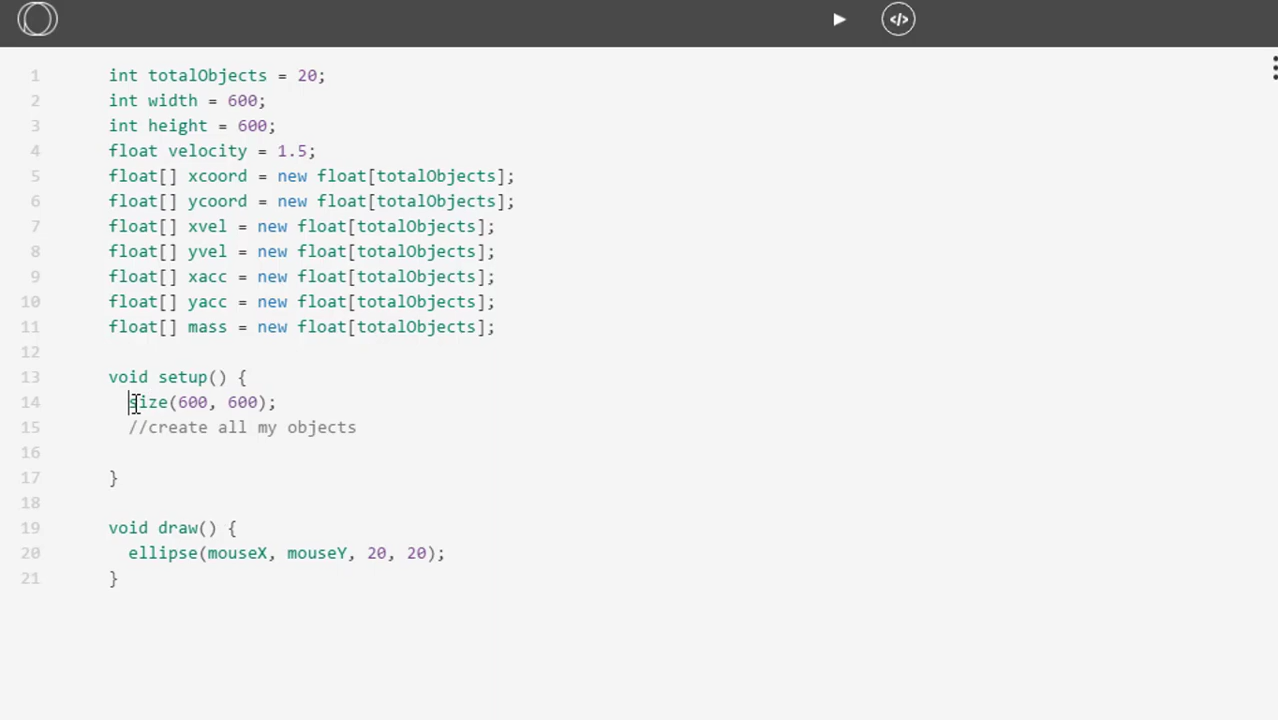 </>
1 int totalObjects = 20;
2 int width = 600;
3 int height = 600;
4 float velocity = 1.5;
5 float[] xcoord = new float[totalObjects];
6 float[] ycoord = new float[totalObjects];
7 float[] xvel = new float[totalObjects];
8 float[] yvel = new float[totalObjects];
9 float[] xacc = new float[totalObjects];
10 float[] yacc = new float[totalObjects];
11 float[] mass = new float[totalObjects];
12
13 void setup() {
14 size(600, 600);
15 //create all my objects
16
17 }
18
19 void draw() {
20 ellipse(mouseX, mouseY, 20, 20);
21 }